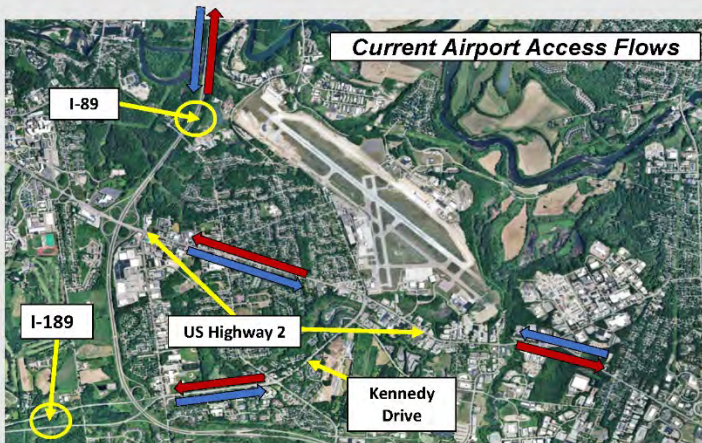 Current Airport Access Flows
I-89
I-189
US Highway 2
Kennedy
Drive